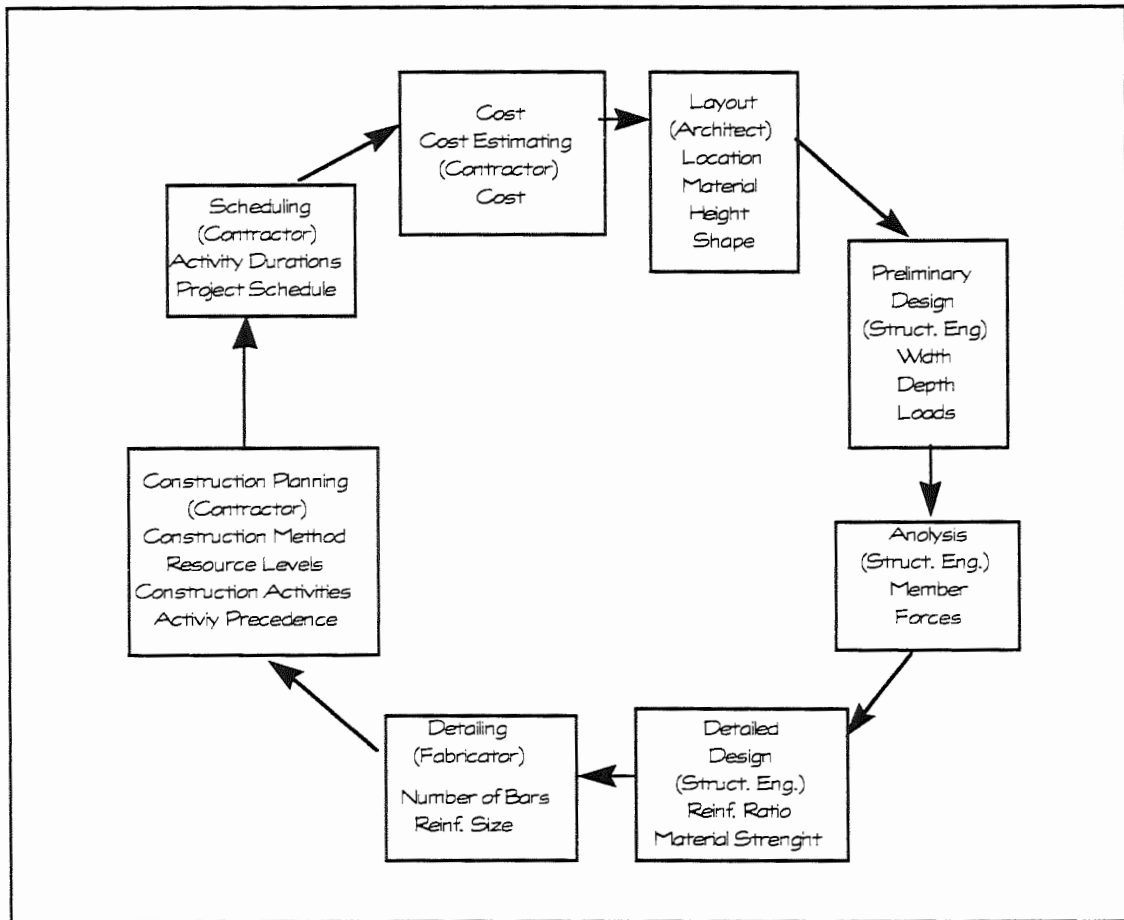 Cost
Cost Estimating
(Contractor)
Cost
Layout
(Architect)
Location
Material
Height
Shape
Preliminary
Design
(Struct. Eng)
Width
Depth
Loads
Anolysis
(Struct. Eng.)
Member
Forces
Detailed
Design
(Struct. Eng.)
Reinf. Ratio
Material Strenght
Detailing
(Fabricator)
Number of Bars
Reinf. Size
Construction Planning
(Contractor)
Construction Method
Resource Levels
Construction Activities
Activiy Precedence
Scheduling
(Contractor)
Activity Durations
Project Schedule